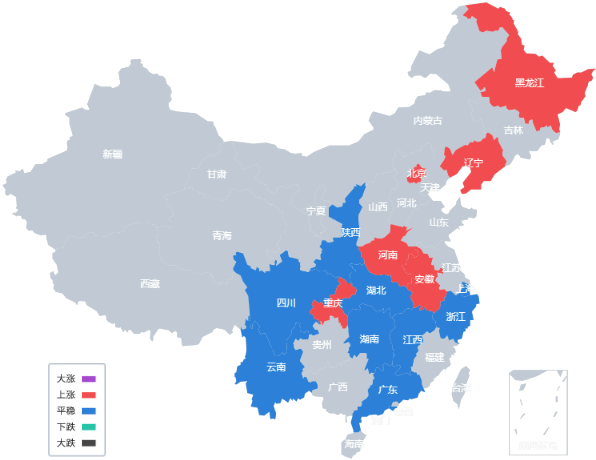 黑龙江
内蒙古
吉林
新疆
辽宁
甘肃
北京
天津
宁夏
山西
河北
山东
青海
陕西
河南
江苏
西藏
安徽
上海
四川
重庆
湖北
浙江
湖南
江西
贵州
福建
云南
广西
广东
台湾
海南
大涨
上涨
平稳
下跌
大跌